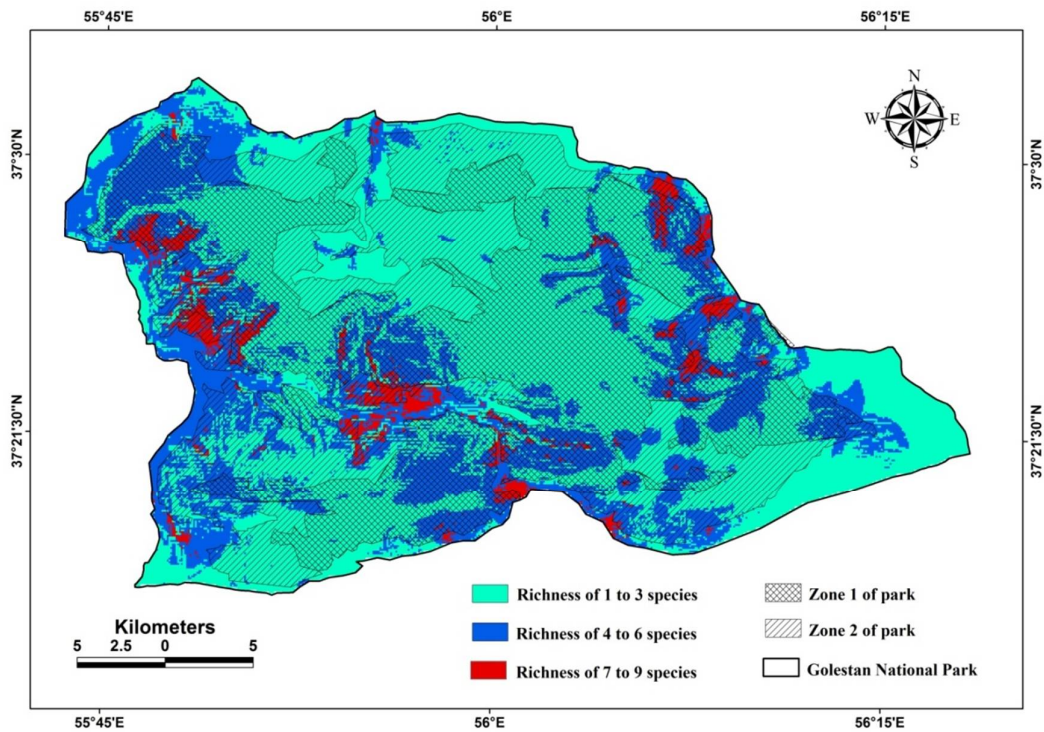 55°45'E 56°E 56°15'E
N
W E
S
37°30'N 37°30'N
37°21'30"N 37°21'30"N
Richness of 1 to 3 species Zone 1 of park
Kilometers Richness of 4 to 6 species Zone 2 of park
5 2.5 0 5
Richness of 7 to 9 species Golestan National Park
55°45'E 56°E 56°15'E